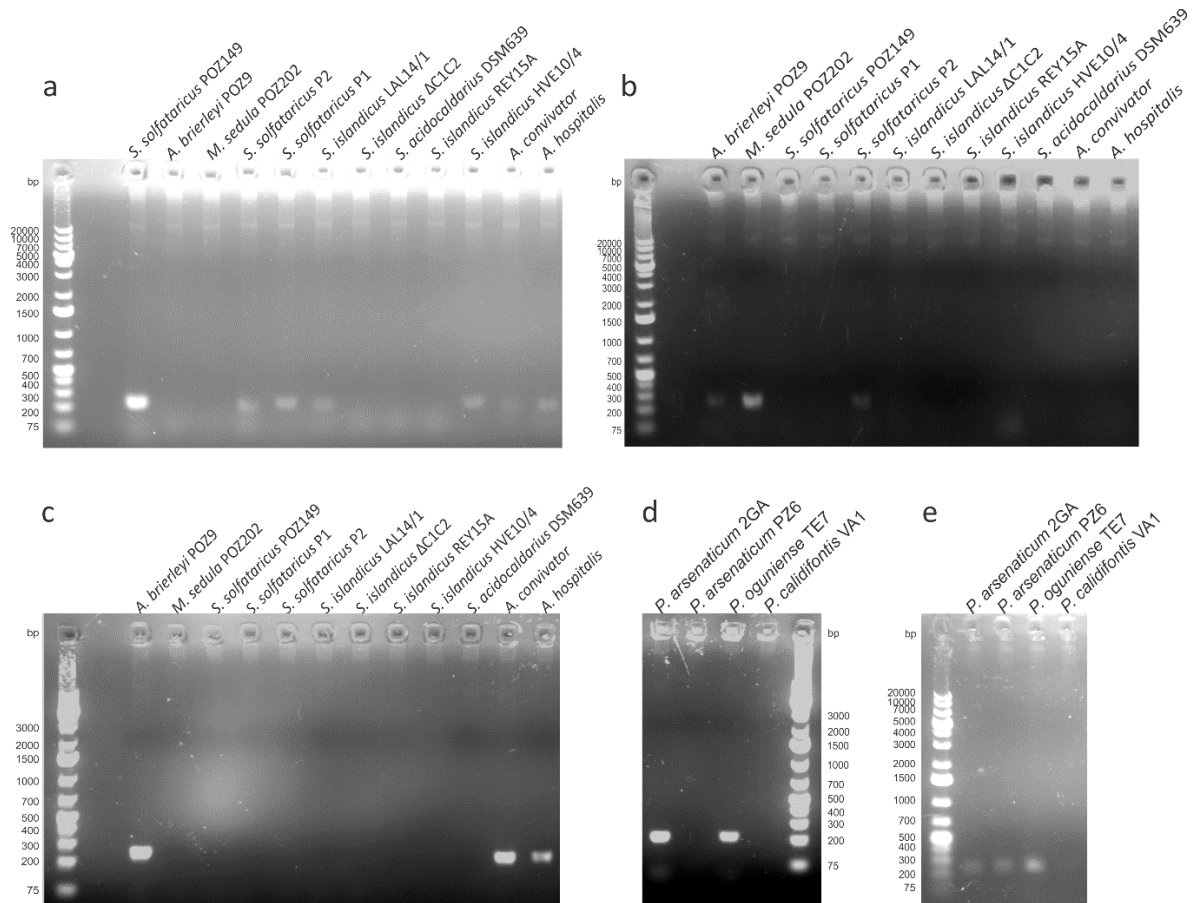 a
S. solfataricus POZ149
A. brierleyi POZ9
M. sedula POZ202
S. solfataricus P2
S. solfataricus P1
S. islandicus LAL14/1
S. islandicus ΔC1C2
S. acidocaldarius DSM639
S. islandicus REY15A
S. islandicus HVE10/4
A. convivator
A. hospitalis
bp
20000
10000
7000
5000
4000
3000
2000
1500
1000
700
500
400
300
200
75
b
A. brierleyi POZ9
M. sedula POZ202
S. solfataricus POZ149
S. solfataricus P1
S. solfataricus P2
S. islandicus LAL14/1
S. islandicus ΔC1C2
S. islandicus REY15A
S. islandicus HVE10/4
S. acidocaldarius DSM639
A. convivator
A. hospitalis
bp
20000
10000
7000
5000
4000
3000
2000
1500
1000
700
500
400
300
200
75
c
A. brierleyi POZ9
M. sedula POZ202
S. solfataricus POZ149
S. solfataricus P1
S. solfataricus P2
S. islandicus LAL14/1
S. islandicus ΔC1C2
S. islandicus REY15A
S. islandicus HVE10/4
S. acidocaldarius DSM639
A. convivator
A. hospitalis
bp
3000
2000
1500
1000
700
500
400
300
200
75
d
P. arsenaticum 2GA
P. arsenaticum PZ6
P. oguniense TE7
P. calidifontis VA1
bp
3000
2000
1500
1000
700
500
400
300
200
75
e
P. arsenaticum 2GA
P. arsenaticum PZ6
P. oguniense TE7
P. calidifontis VA1
bp
20000
10000
7000
5000
4000
3000
2000
1500
1000
700
500
400
300
200
75